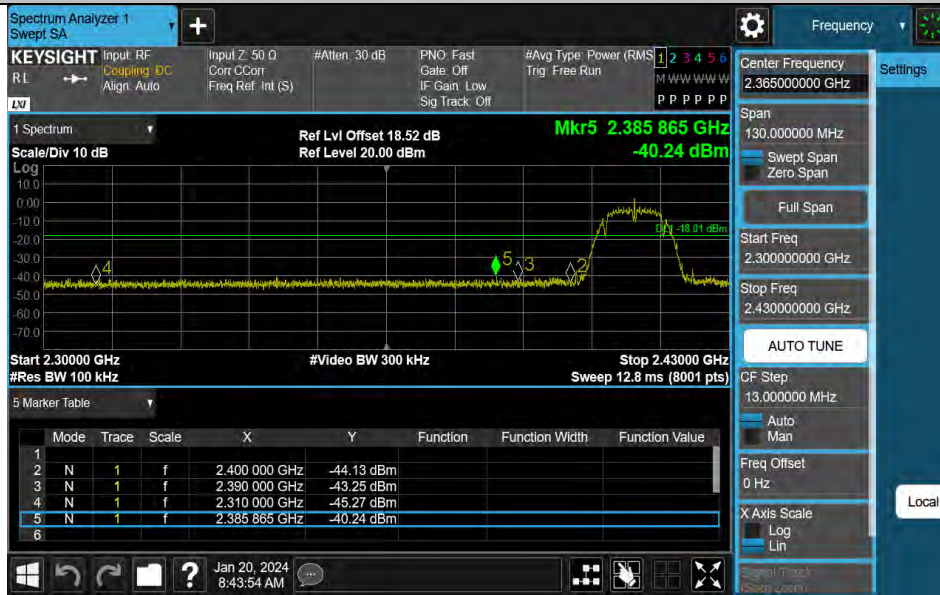 Spectrum Analyzer 1
Swept SA
+
Frequency
KEYSIGHT
Input: RF
Input Z: 50 Ω
#Atten: 30 dB
PNO: Fast
#Avg Type: Power (RMS
1 2 3 4 5 6
R L
Coupling: DC
Corr CCorr
Gate: Off
Trig: Free Run
M W W W W W
Align: Auto
Freq Ref: Int (S)
IF Gain: Low
Sig Track: Off
P P P P P P
LXI
1 Spectrum
Ref Lvl Offset 18.52 dB
Mkr5 2.385 865 GHz
Scale/Div 10 dB
Ref Level 20.00 dBm
-40.24 dBm
Log
10.0
0.00
-10.0
-20.0
-30.0
-40.0
-50.0
-60.0
-70.0
DL1 -18.01 dBm
4
5
3
2
Start 2.30000 GHz
#Video BW 300 kHz
Stop 2.43000 GHz
#Res BW 100 kHz
Sweep 12.8 ms (8001 pts)
5 Marker Table
Mode Trace Scale X Y Function Function Width Function Value
1
2 N 1 f 2.400 000 GHz -44.13 dBm
3 N 1 f 2.390 000 GHz -43.25 dBm
4 N 1 f 2.310 000 GHz -45.27 dBm
5 N 1 f 2.385 865 GHz -40.24 dBm
6
?
Jan 20, 2024
8:43:54 AM
Center Frequency
2.365000000 GHz
Settings
Span
130.000000 MHz
Swept Span
Zero Span
Full Span
Start Freq
2.300000000 GHz
Stop Freq
2.430000000 GHz
AUTO TUNE
CF Step
13.000000 MHz
Auto
Man
Freq Offset
0 Hz
Local
X Axis Scale
Log
Lin
Signal Track
(Span Zoom)